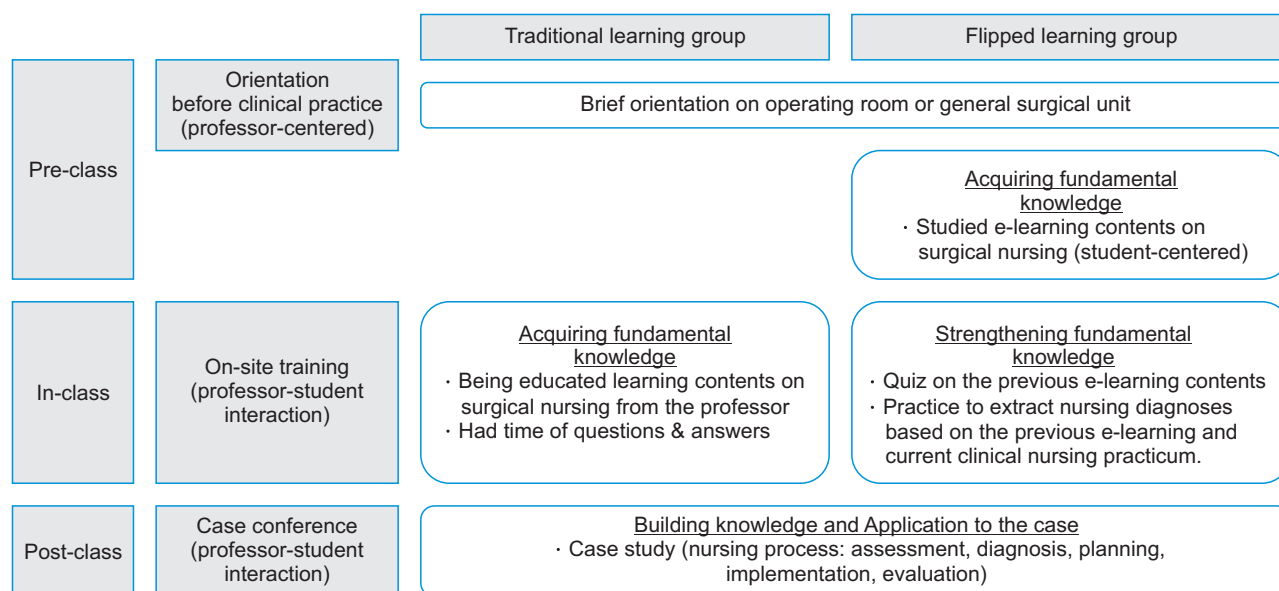 Traditional learning group
Flipped learning group
Pre-class
Orientation
before clinical practice
(professor-centered)
Brief orientation on operating room or general surgical unit
Acquiring fundamental
knowledge
· Studied e-learning contents on
surgical nursing (student-centered)
In-class
On-site training
(professor-student
interaction)
Acquiring fundamental
knowledge
· Being educated learning contents on
surgical nursing from the professor
· Had time of questions & answers
Strengthening fundamental
knowledge
· Quiz on the previous e-learning contents
· Practice to extract nursing diagnoses
based on the previous e-learning and
current clinical nursing practicum.
Post-class
Case conference
(professor-student
interaction)
Building knowledge and Application to the case
· Case study (nursing process: assessment, diagnosis, planning,
implementation, evaluation)